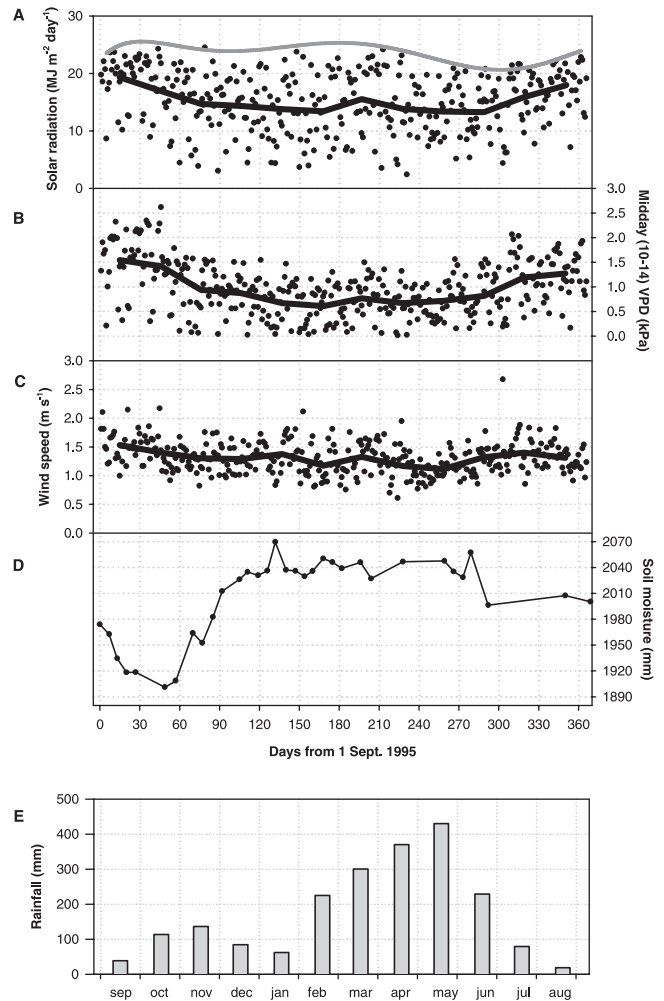 A
Solar radiation (MJ m⁻² day⁻¹)
30
20
10
0
B
Midday (10-14) VPD (kPa)
3.0
2.5
2.0
1.5
1.0
0.5
0.0
C
Wind speed (m s⁻¹)
3.0
2.5
2.0
1.5
1.0
0.5
0.0
D
Soil moisture (mm)
2070
2040
2010
1980
1950
1920
1890
0 30 60 90 120 150 180 210 240 270 300 330 360
Days from 1 Sept. 1995
E
Rainfall (mm)
500
400
300
200
100
0
sep oct nov dec jan feb mar apr may jun jul aug